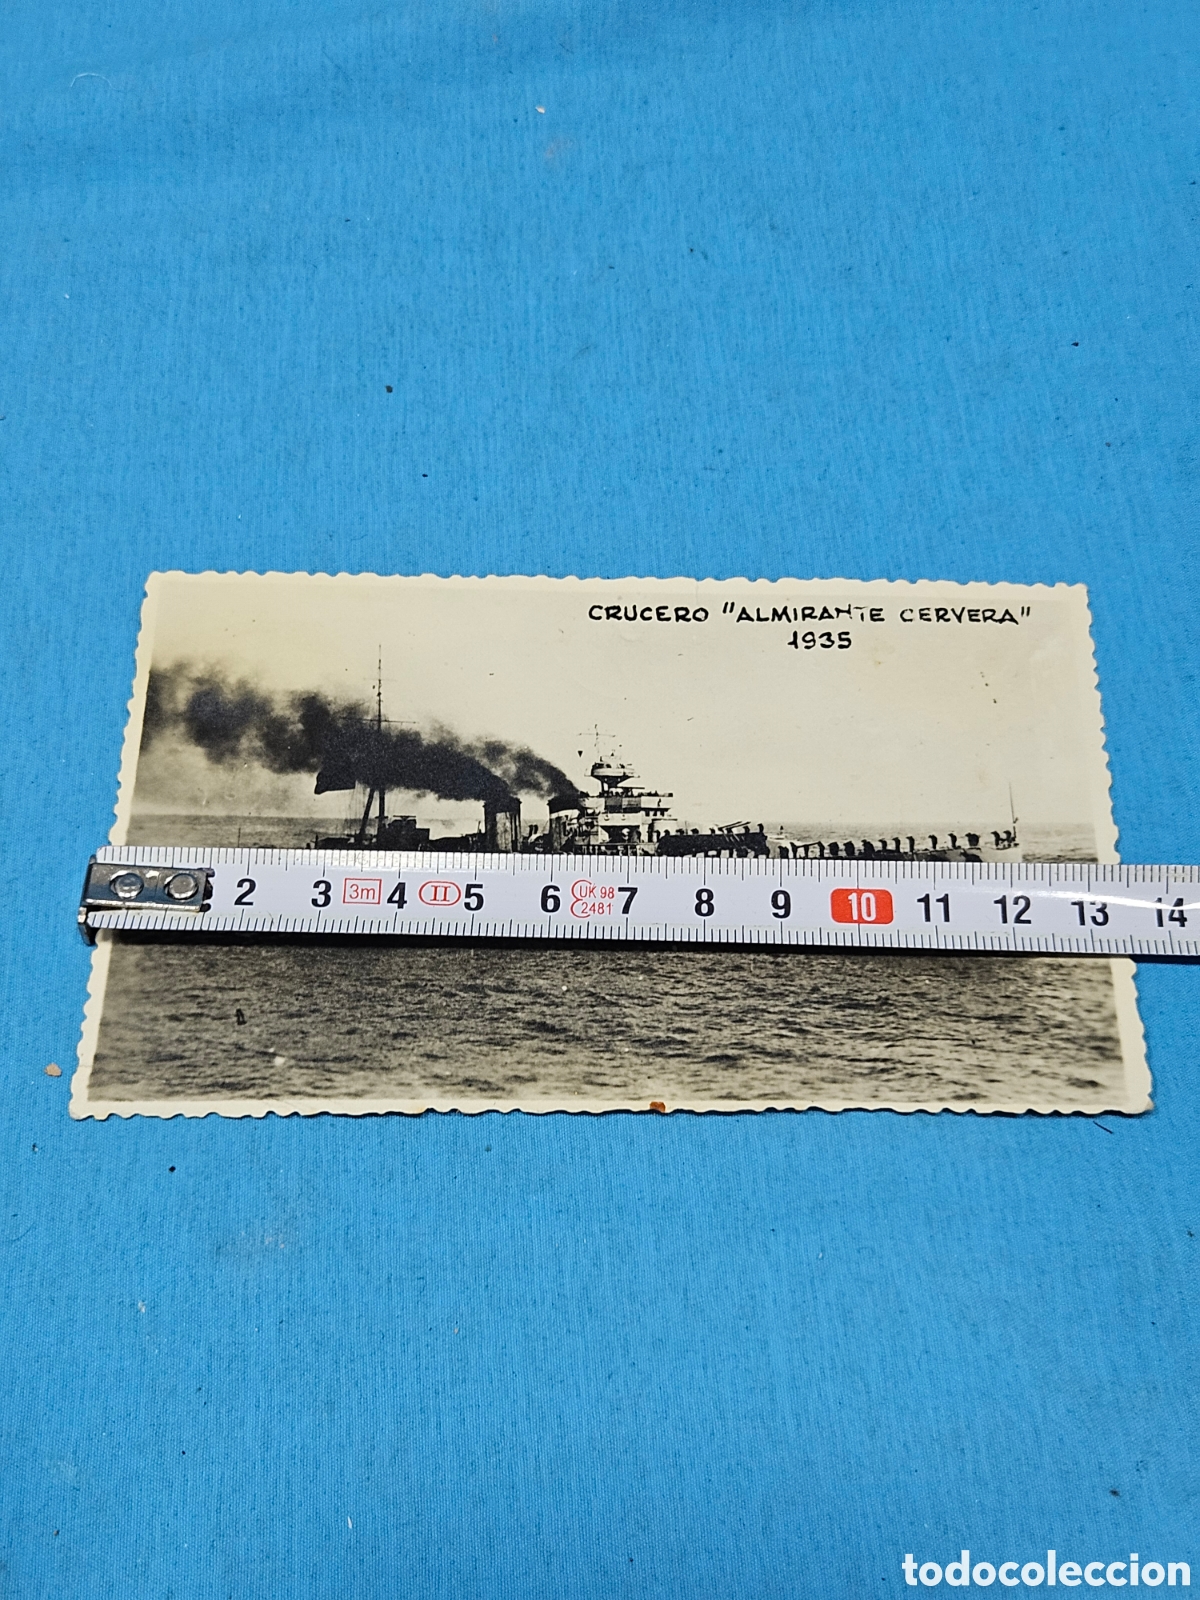 CRUCERO "ALMIRANTE CERVERA"
1935
2 3 3m 4 II 5 6 UK 98 2481 7 8 9 10 11 12 13 14
todocoleccion